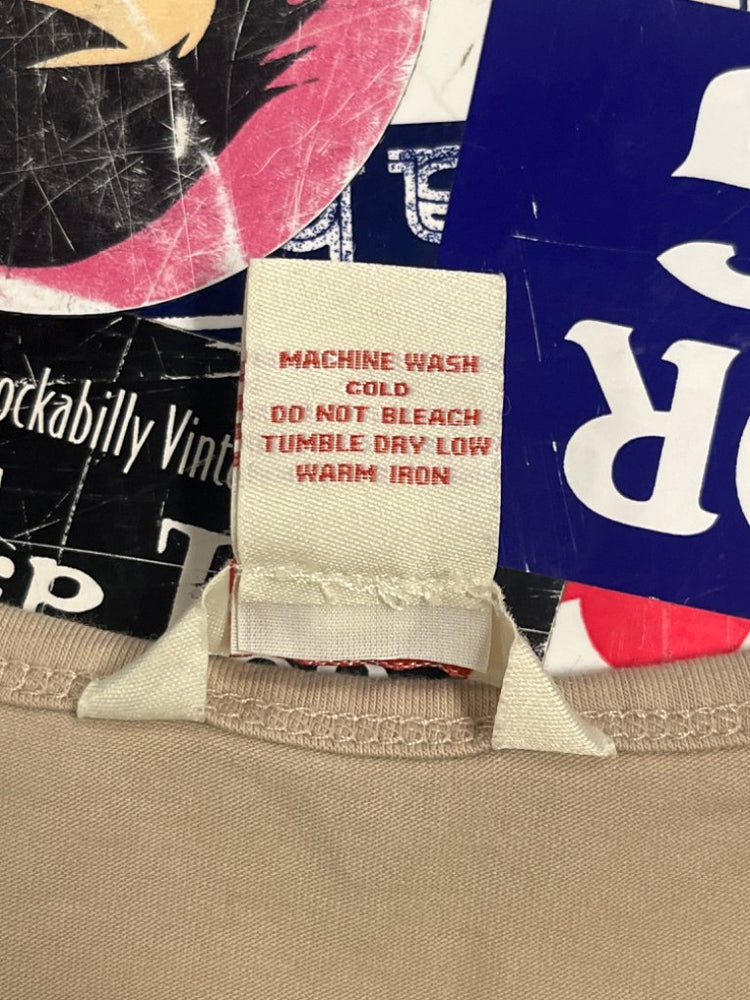 ockabilly Vint
MACHINE WASH
COLD
DO NOT BLEACH
TUMBLE DRY LOW
WARM IRON